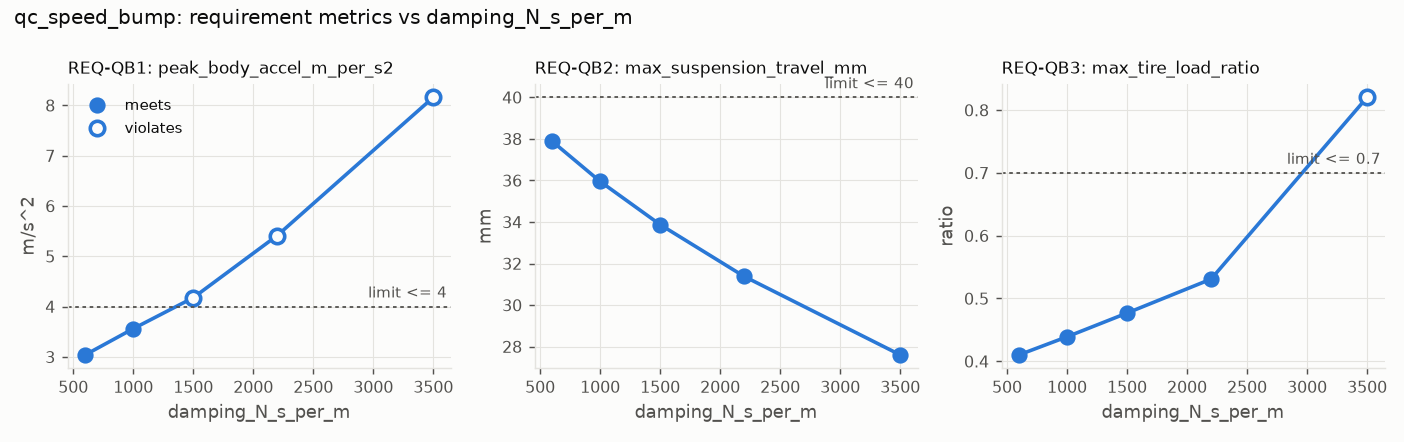 qc_speed_bump: requirement metrics vs damping_N_s_per_m
REQ-QB1: peak_body_accel_m_per_s2
meets
violates
limit <= 4
8
7
6
5
4
3
m/s^2
500 1000 1500 2000 2500 3000 3500
damping_N_s_per_m
REQ-QB2: max_suspension_travel_mm
limit <= 40
40
38
36
34
32
30
28
mm
500 1000 1500 2000 2500 3000 3500
damping_N_s_per_m
REQ-QB3: max_tire_load_ratio
limit <= 0.7
0.8
0.7
0.6
0.5
0.4
ratio
500 1000 1500 2000 2500 3000 3500
damping_N_s_per_m